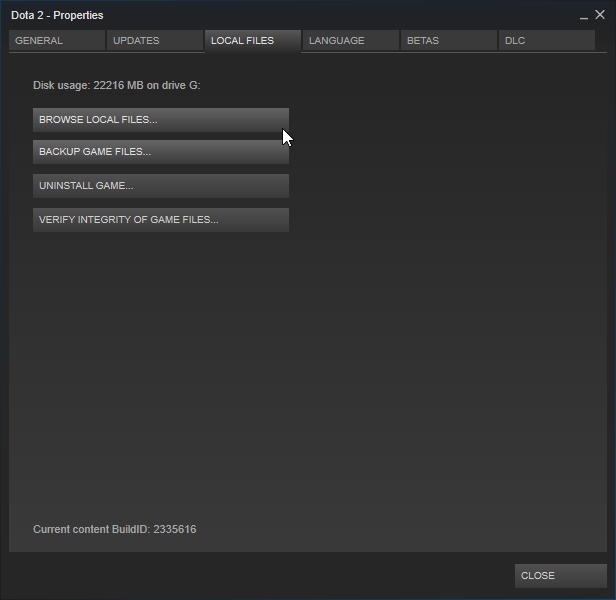 Dota 2 - Properties
GENERAL UPDATES LOCAL FILES LANGUAGE BETAS DLC
Disk usage: 22216 MB on drive G:
BROWSE LOCAL FILES...
BACKUP GAME FILES...
UNINSTALL GAME...
VERIFY INTEGRITY OF GAME FILES...
Current content BuildID: 2335616
CLOSE